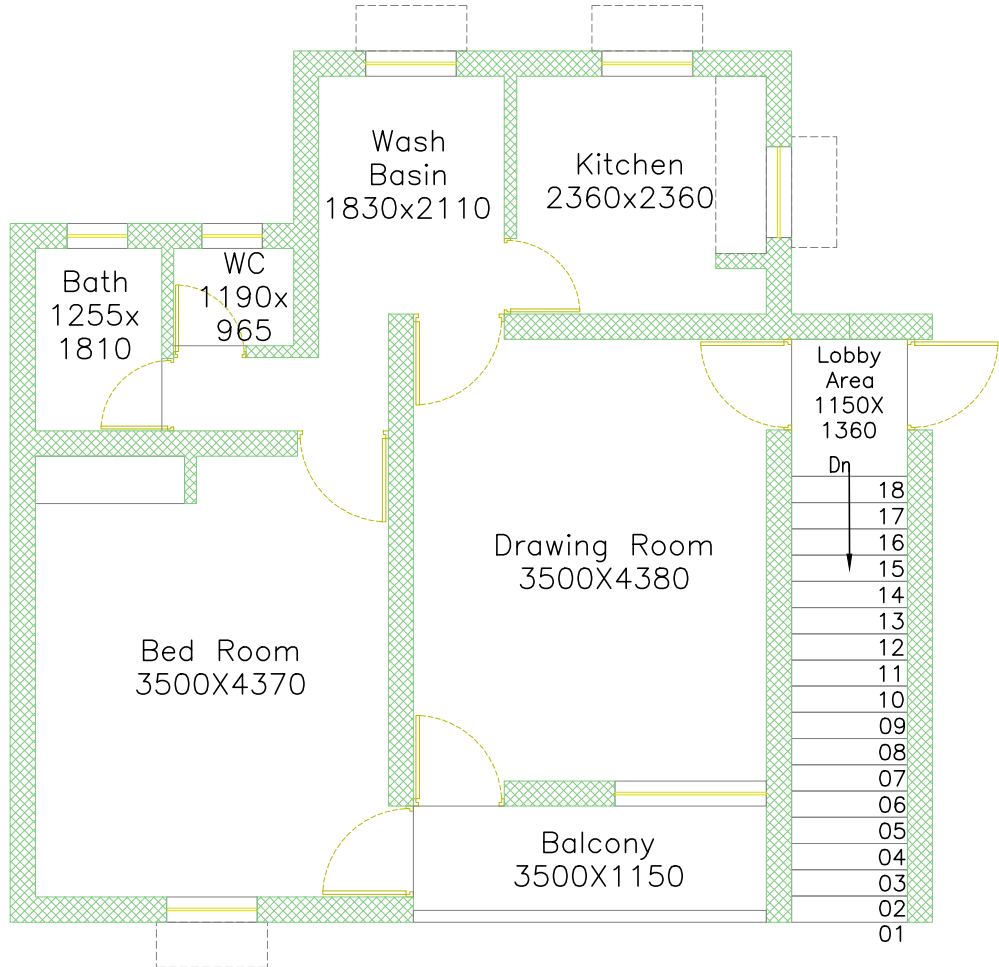 Wash
Basin
1830x2110
Kitchen
2360x2360
Bath
1255x
1810
WC
1190x
965
Lobby
Area
1150X
1360
Dn
Drawing Room
3500X4380
Bed Room
3500X4370
Balcony
3500X1150
18
17
16
15
14
13
12
11
10
09
08
07
06
05
04
03
02
01